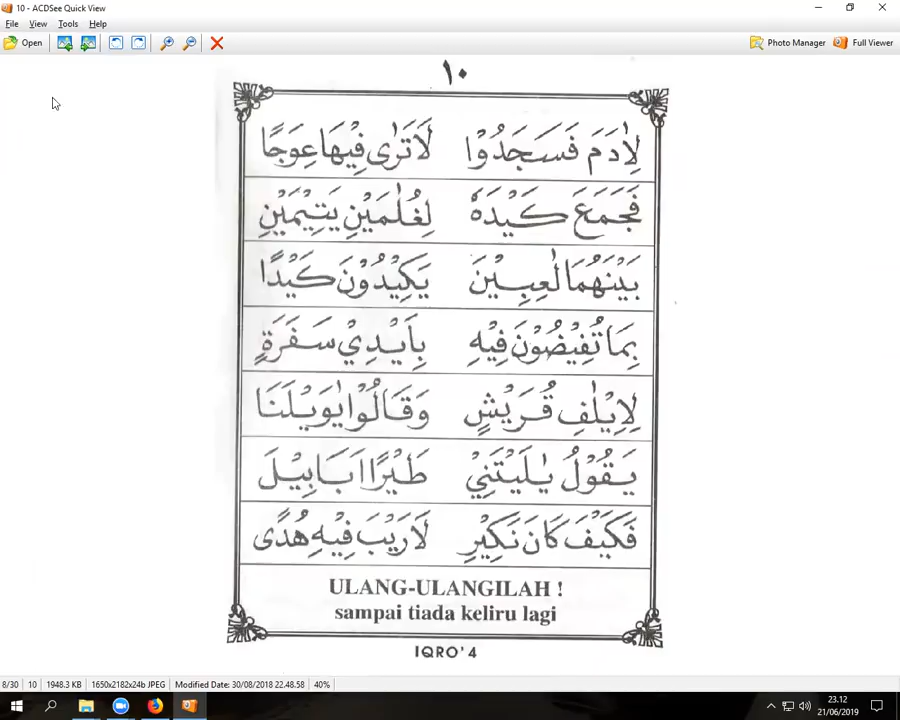 10 - ACDSee Quick View
File View Tools Help
Open Photo Manager Full Viewer
١٠
لِاٰدَمَ فَسَجَدُوْا لَاتَرٰى فِيْهَاعِوَجًا
فَجَمَعَ كَيْدَهٗ لِغُلٰمَيْنِ يَتِيْمَيْنِ
بَيْنَهُمَا لٰعِبِيْنَ يَكِيْدُوْنَ كَيْدًا
بِمَاتُفِيْضُوْنَ فِيْهِ بِاَيْدِيْ سَفَرَةٍ
لِاِيْلٰفِ قُرَيْشٍ وَقَالُوْا يٰوَيْلَنَا
يَقُوْلُ يٰلَيْتَنِيْ طَيْرًا اَبَابِيْلَ
فَكَيْفَ كَانَ نَكِيْرِ لَارَيْبَ فِيْهِ هُدًى
ULANG-ULANGILAH !
sampai tiada keliru lagi
IQRO' 4
8/30 10 1948.3 KB 1650x2182x24b JPEG Modified Date: 30/08/2018 22.48.58 40%
23.12
21/06/2019